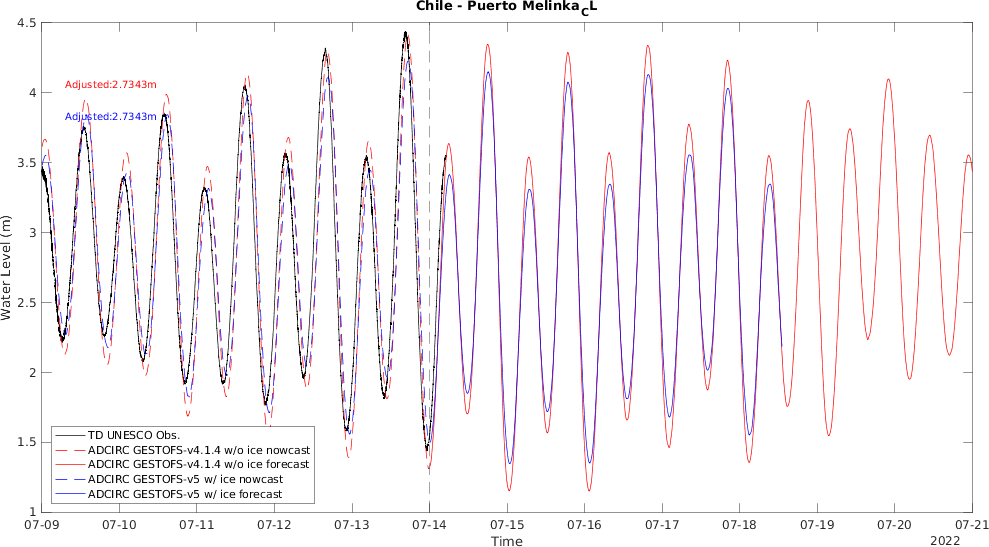 Chile - Puerto Melinka_CL
4.5
4
3.5
3
2.5
2
1.5
1
Water Level (m)
Adjusted:2.7343m
Adjusted:2.7343m
TD UNESCO Obs.
ADCIRC GESTOFS-v4.1.4 w/o ice nowcast
ADCIRC GESTOFS-v4.1.4 w/o ice forecast
ADCIRC GESTOFS-v5 w/ ice nowcast
ADCIRC GESTOFS-v5 w/ ice forecast
07-09 07-10 07-11 07-12 07-13 07-14 07-15 07-16 07-17 07-18 07-19 07-20 07-21
Time
2022